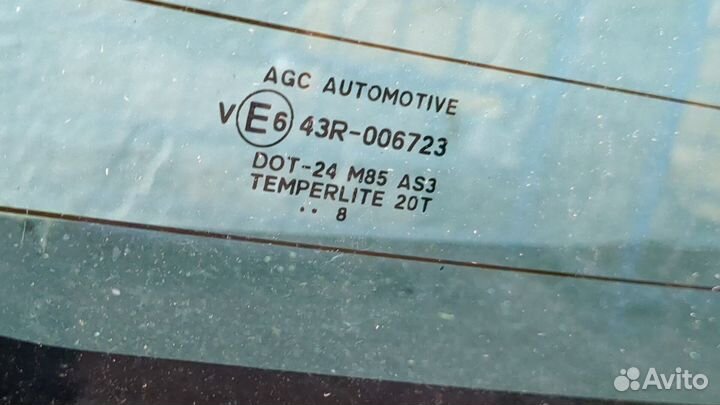 AGC AUTOMOTIVE
V E6 43R-006723
DOT-24 M85 AS3
TEMPERLITE 20T
.. 8
Avito